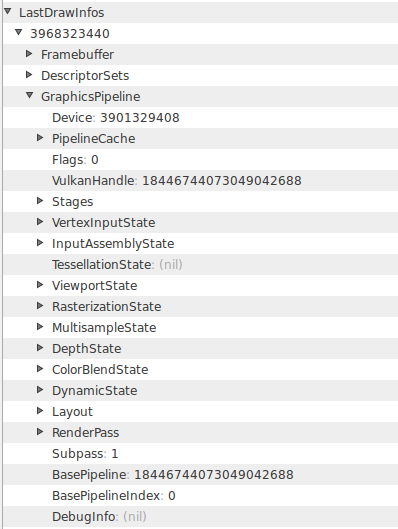 LastDrawInfos
3968323440
Framebuffer
DescriptorSets
GraphicsPipeline
Device: 3901329408
PipelineCache
Flags: 0
VulkanHandle: 18446744073049042688
Stages
VertexInputState
InputAssemblyState
TessellationState: (nil)
ViewportState
RasterizationState
MultisampleState
DepthState
ColorBlendState
DynamicState
Layout
RenderPass
Subpass: 1
BasePipeline: 18446744073049042688
BasePipelineIndex: 0
DebugInfo: (nil)